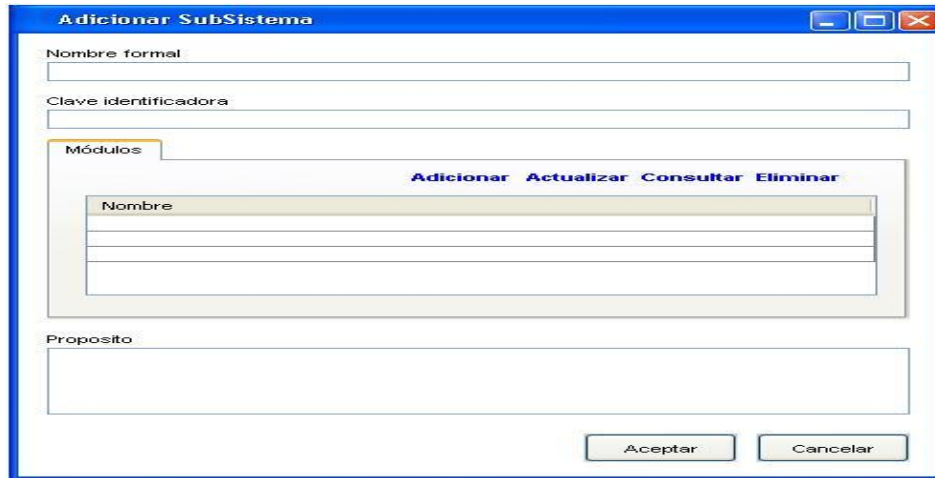 Adicionar SubSistema
Nombre formal
Clave identificadora
Módulos
Adicionar Actualizar Consultar Eliminar
Nombre
Proposito
Aceptar Cancelar